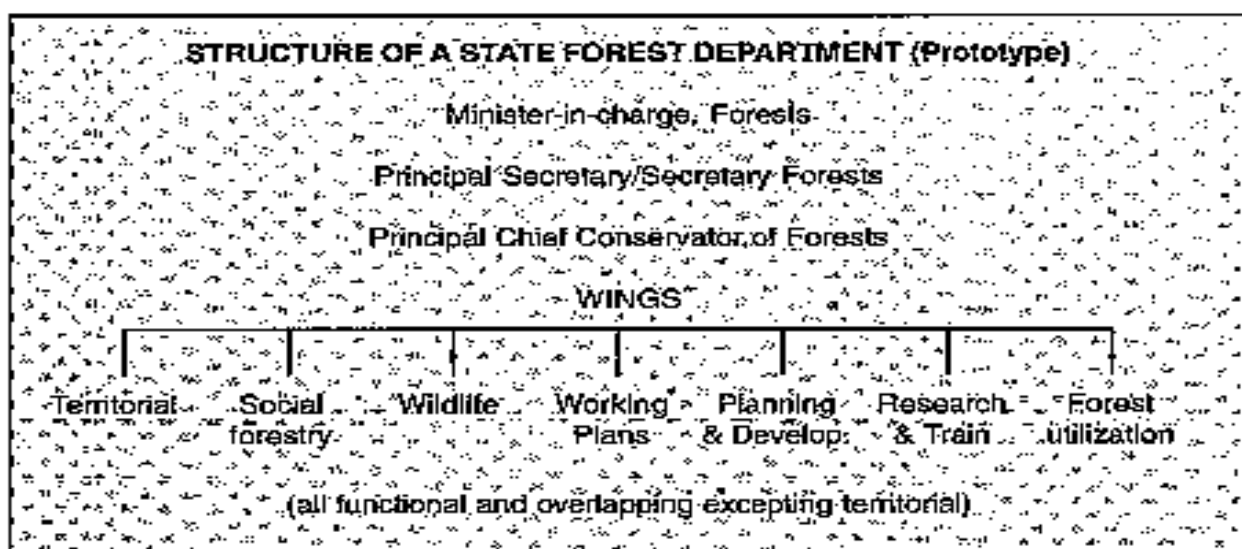 STRUCTURE OF A STATE FOREST DEPARTMENT (Prototype)
Minister-in-charge, Forests
Principal Secretary/Secretary Forests
Principal Chief Conservator of Forests
WINGS
Territorial Social Wildlife Working Planning Research Forest
forestry Plans & Develop. & Train utilization
(all functional and overlapping excepting territorial)